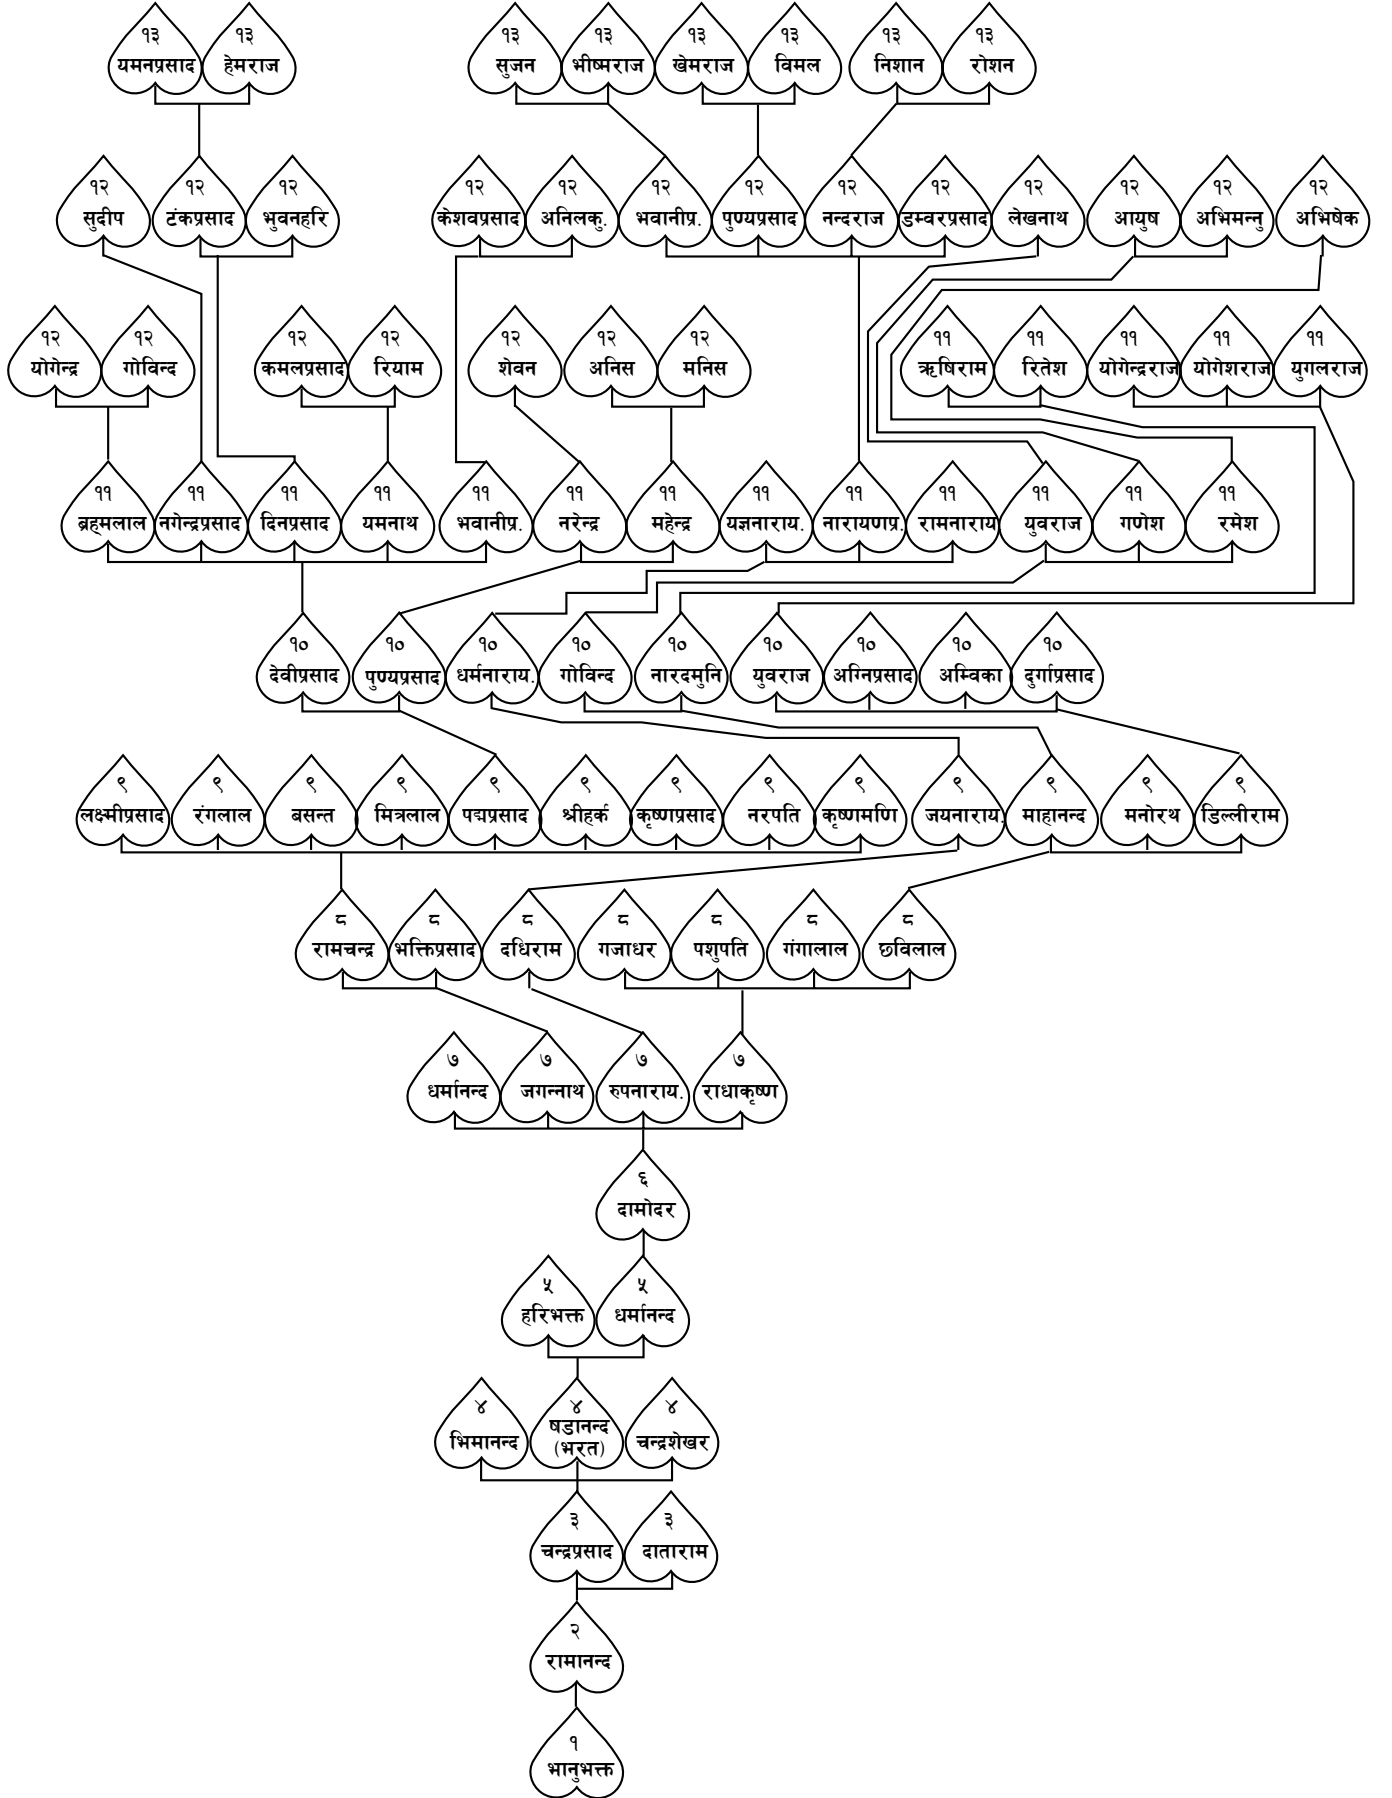 १३ १३ १३ १३ १३ १३ १३ १३
यमनप्रसाद हेमराज सुजन भीष्मराज खेमराज विमल निशान रोशन
१२ १२ १२ १२ १२ १२ १२ १२ १२ १२ १२ १२ १२
सुदीप टंकप्रसाद भुवनहरि केशवप्रसाद अनिलकु. भवानीप्र. पुण्यप्रसाद नन्दराज डम्वरप्रसाद लेखनाथ आयुष अभिमन्नु अभिषेक
१२ १२ १२ १२ १२ १२ १२ ११ ११ ११ ११ ११
योगेन्द्र गोविन्द कमलप्रसाद रियाम शेवन अनिस मनिस ऋषिराम रितेश योगेन्द्रराज योगेशराज युगलराज
११ ११ ११ ११ ११ ११ ११ ११ ११ ११ ११ ११ ११
ब्रह्मलाल नगेन्द्रप्रसाद दिनप्रसाद यमनाथ भवानीप्र. नरेन्द्र महेन्द्र यज्ञनाराय. नारायणप्र. रामनाराय युवराज गणेश रमेश
१० १० १० १० १० १० १० १० १०
देवीप्रसाद पुण्यप्रसाद धर्मनाराय. गोविन्द नारदमुनि युवराज अग्निप्रसाद अम्विका दुर्गाप्रसाद
९ ९ ९ ९ ९ ९ ९ ९ ९ ९ ९ ९ ९
लक्ष्मीप्रसाद रंगलाल बसन्त मित्रलाल पद्मप्रसाद श्रीहर्क कृष्णप्रसाद नरपति कृष्णमणि जयनाराय. माहानन्द मनोरथ डिल्लीराम
८ ८ ८ ८ ८ ८ ८
रामचन्द्र भक्तिप्रसाद दधिराम गजाधर पशुपति गंगालाल छविलाल
७ ७ ७ ७
धर्मानन्द जगन्नाथ रुपनाराय. राधाकृष्ण
६
दामोदर
५ ५
हरिभक्त धर्मानन्द
४ ४ ४
भिमानन्द षडानन्द चन्द्रशेखर
(भरत)
३ ३
चन्द्रप्रसाद दाताराम
२
रामानन्द
१
भानुभक्त